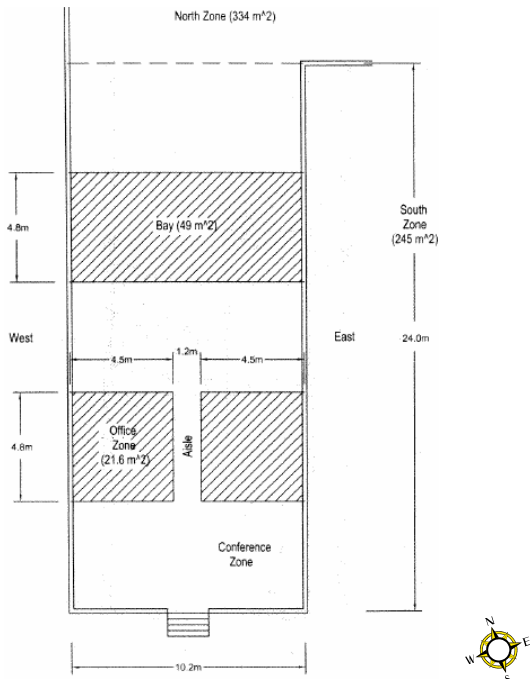 North Zone (334 m^2)
4.8m
Bay (49 m^2)
South
Zone
(245 m^2)
West
East
24.0m
4.5m
1.2m
4.5m
4.8m
Office
Zone
(21.6 m^2)
Aisle
Conference
Zone
10.2m
N
E
W
S